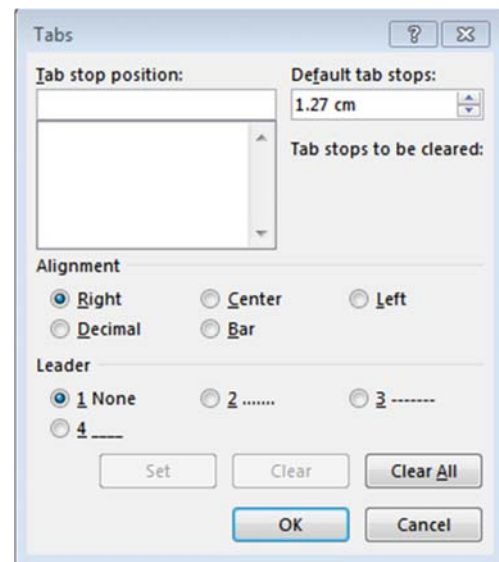 Tabs
Tab stop position: Default tab stops:
1.27 cm
Tab stops to be cleared:
Alignment
Right Center Left
Decimal Bar
Leader
1 None 2 ....... 3 -------
4 ____
Set Clear Clear All
OK Cancel